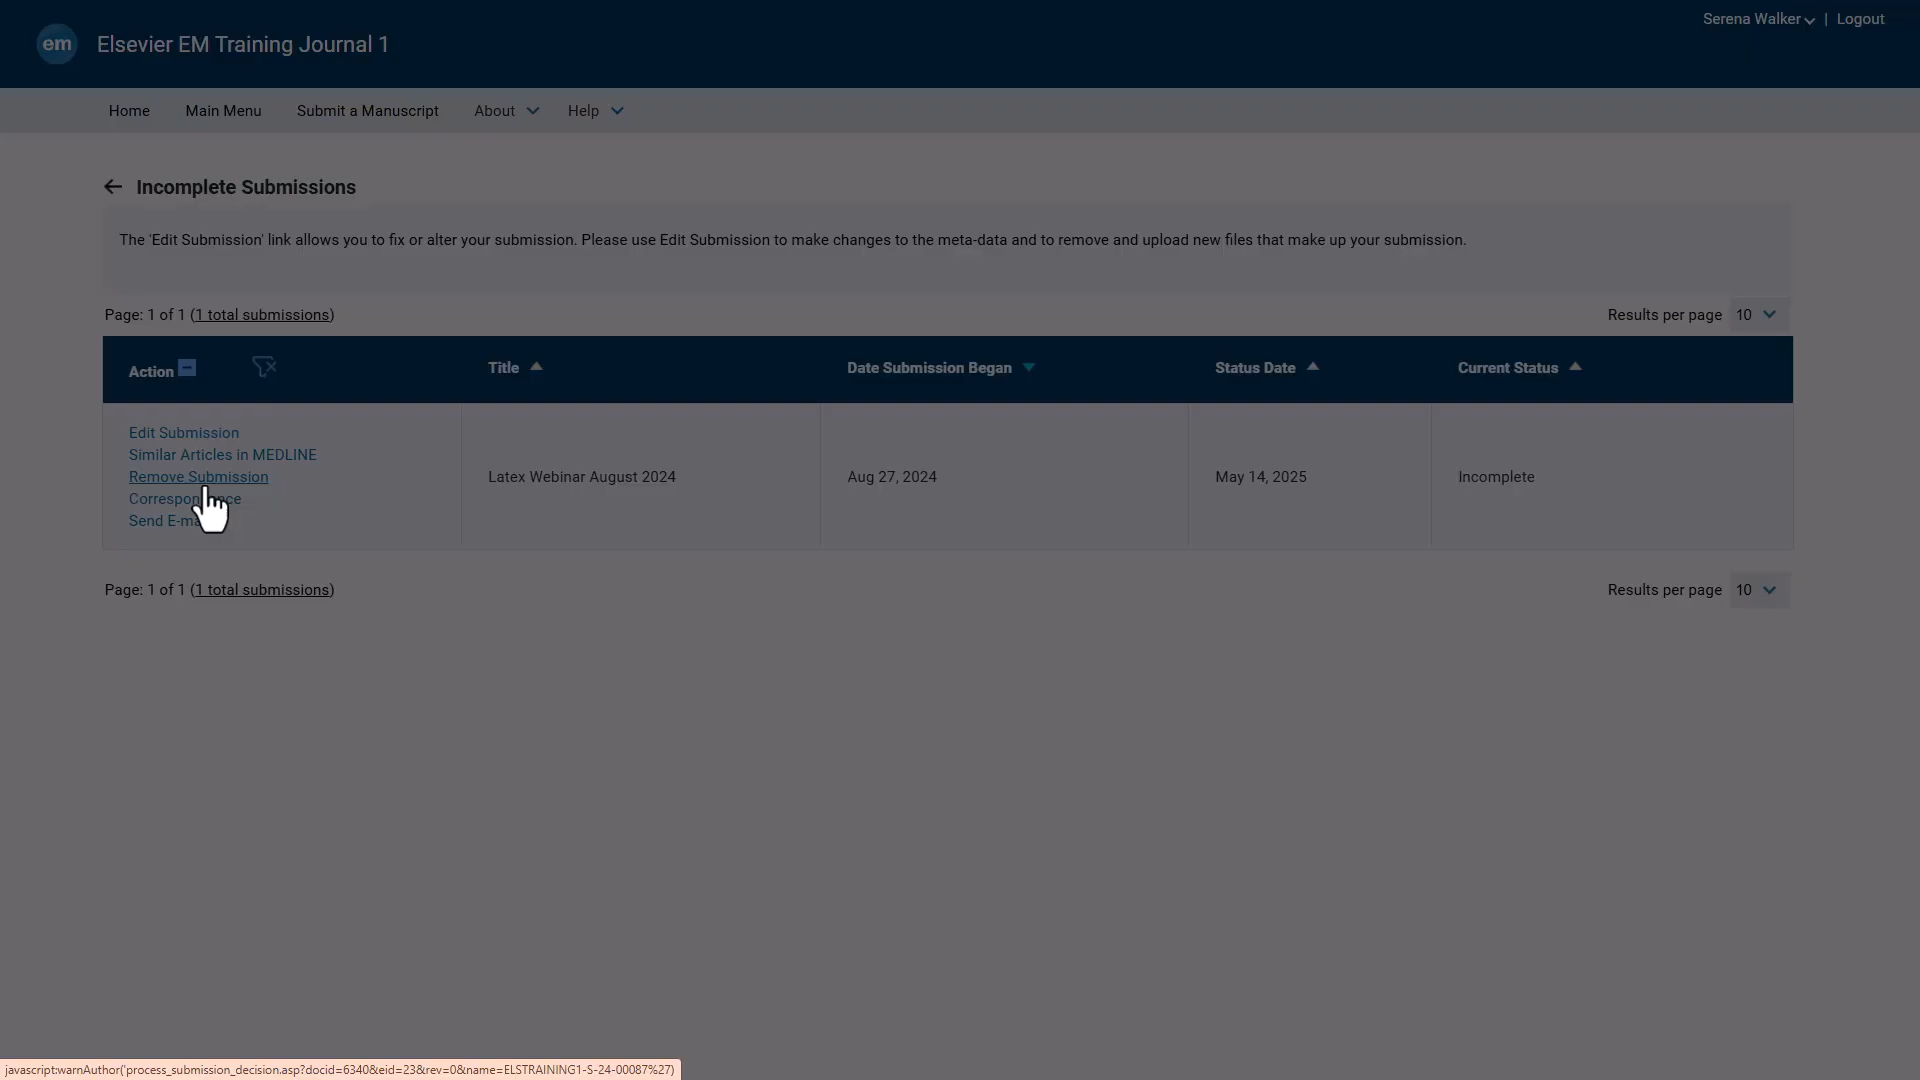 Serena Walker | Logout
em Elsevier EM Training Journal 1
Home Main Menu Submit a Manuscript About Help
Incomplete Submissions
The 'Edit Submission' link allows you to fix or alter your submission. Please use Edit Submission to make changes to the meta-data and to remove and upload new files that make up your submission.
Page: 1 of 1 (1 total submissions) Results per page 10
Action Title Date Submission Began Status Date Current Status
Edit Submission
Similar Articles in MEDLINE
Remove Submission Latex Webinar August 2024 Aug 27, 2024 May 14, 2025 Incomplete
Correspondence
Send E-ma
Page: 1 of 1 (1 total submissions) Results per page 10
javascript:warnAuthor('process_submission_decision.asp?docid=6340&eid=23&rev=0&name=ELSTRAINING1-S-24-00087%27)